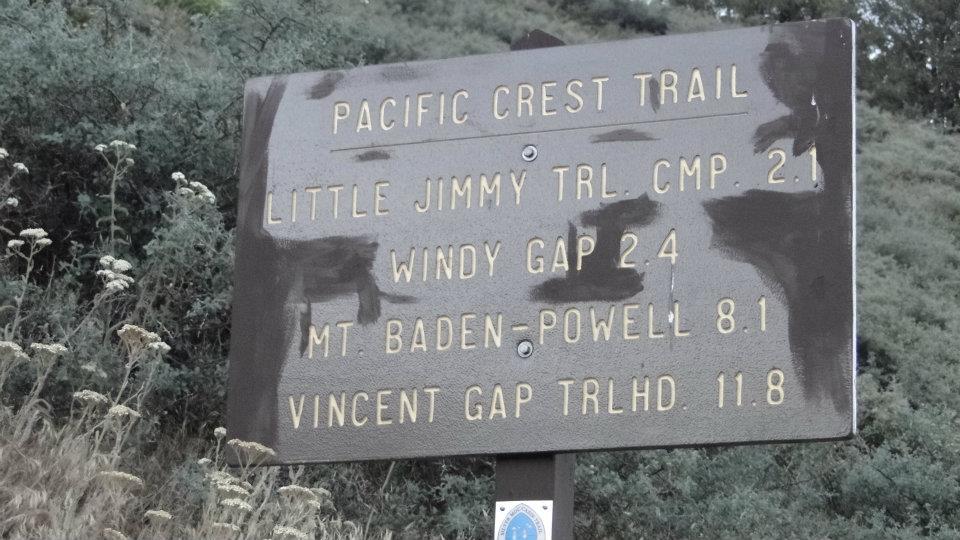 PACIFIC CREST TRAIL
LITTLE JIMMY TRL. CMP. 2.1
WINDY GAP 2.4
MT. BADEN-POWELL 8.1
VINCENT GAP TRLHD. 11.8